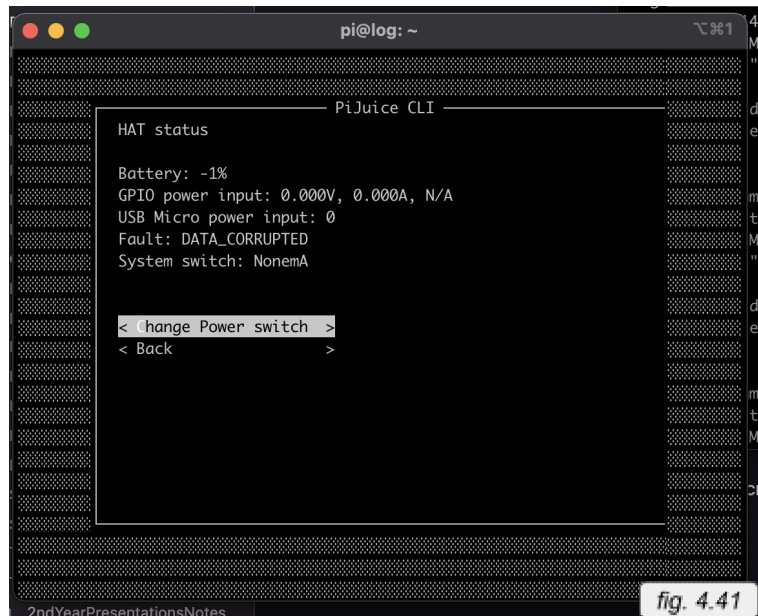 pi@log: ~
⌥⌘1
PiJuice CLI
HAT status
Battery: -1%
GPIO power input: 0.000V, 0.000A, N/A
USB Micro power input: 0
Fault: DATA_CORRUPTED
System switch: NonemA
< Change Power switch >
< Back >
2ndYearPresentationsNotes
fig. 4.41